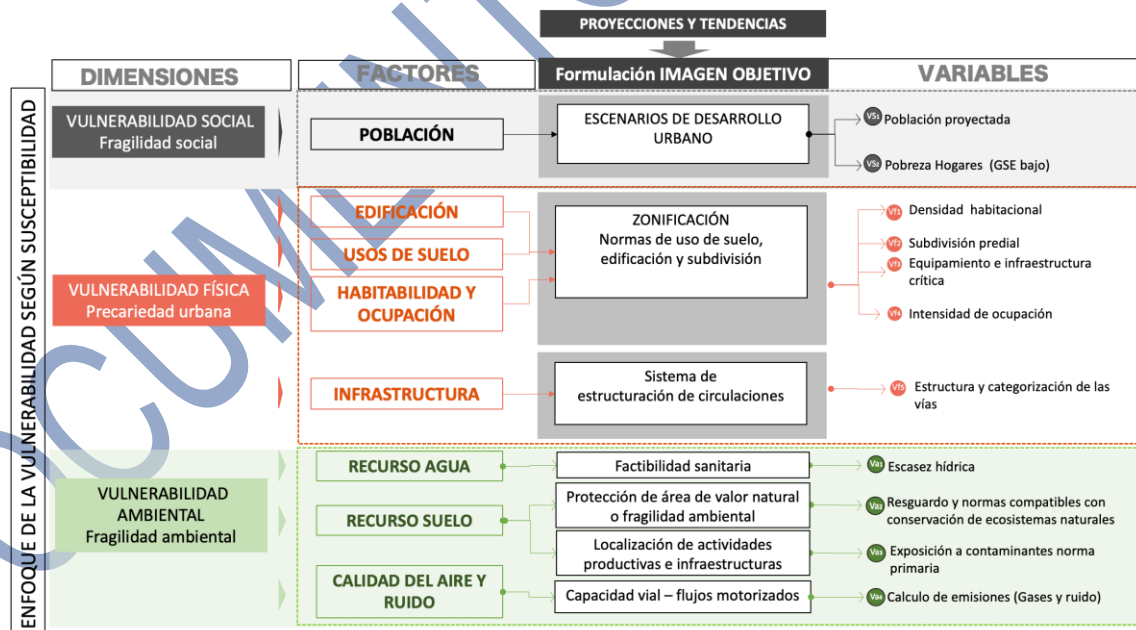 PROYECCIONES Y TENDENCIAS
DIMENSIONES
FACTORES
Formulación IMAGEN OBJETIVO
VARIABLES
ENFOQUE DE LA VULNERABILIDAD SEGÚN SUSCEPTIBILIDAD
VULNERABILIDAD SOCIAL
Fragilidad social
POBLACIÓN
ESCENARIOS DE DESARROLLO
URBANO
VS1 Población proyectada
VS2 Pobreza Hogares (GSE bajo)
VULNERABILIDAD FÍSICA
Precariedad urbana
EDIFICACIÓN
USOS DE SUELO
HABITABILIDAD Y
OCUPACIÓN
ZONIFICACIÓN
Normas de uso de suelo,
edificación y subdivisión
Vf1 Densidad habitacional
Vf2 Subdivisión predial
Vf3 Equipamiento e infraestructura
crítica
Vf4 Intensidad de ocupación
INFRASTRUCTURA
Sistema de
estructuración de circulaciones
Vf5 Estructura y categorización de las
vías
VULNERABILIDAD
AMBIENTAL
Fragilidad ambiental
RECURSO AGUA
Factibilidad sanitaria
Va1 Escasez hídrica
RECURSO SUELO
Protección de área de valor natural
o fragilidad ambiental
Va2 Resguardo y normas compatibles con
conservación de ecosistemas naturales
Localización de actividades
productivas e infraestructuras
Va3 Exposición a contaminantes norma
primaria
CALIDAD DEL AIRE Y
RUIDO
Capacidad vial – flujos motorizados
Va4 Calculo de emisiones (Gases y ruido)